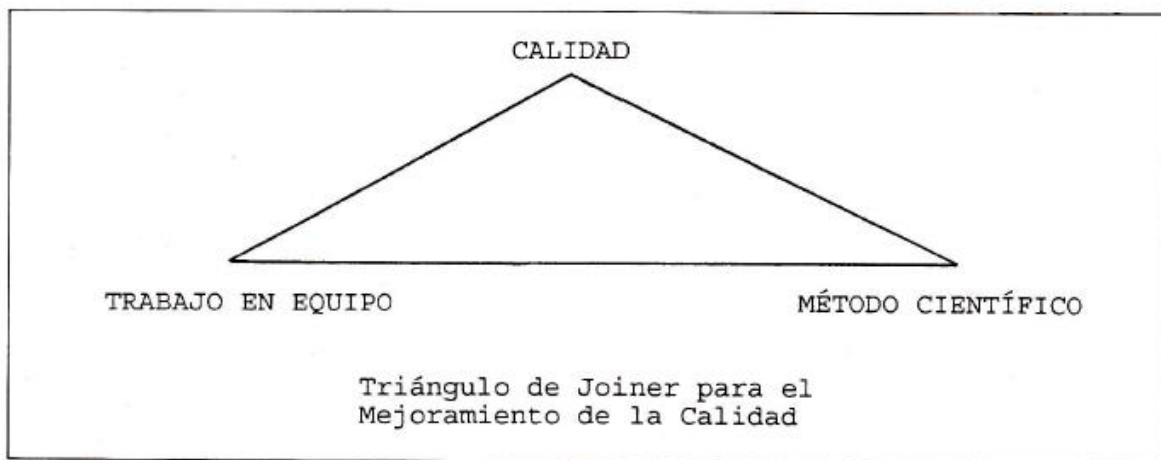 CALIDAD
TRABAJO EN EQUIPO
MÉTODO CIENTÍFICO
Triángulo de Joiner para el
Mejoramiento de la Calidad